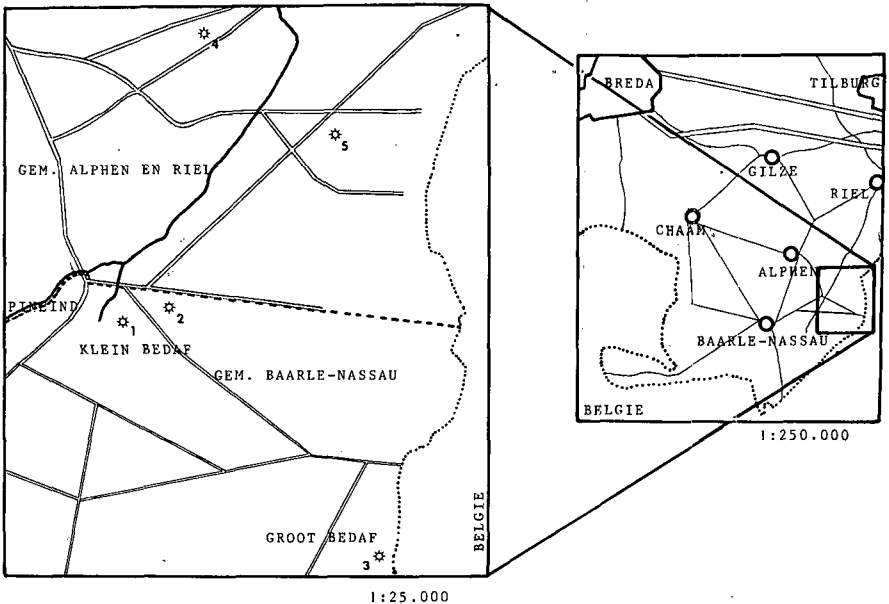 4
5
GEM. ALPHEN EN RIEL
PINEIND
1
2
KLEIN BEDAF
GEM. BAARLE-NASSAU
GROOT BEDAF
3
BELGIE
1:25.000
BREDA
TILBURG
GILZE
RIEL
CHAAM
ALPHEN
BAARLE-NASSAU
BELGIE
1:250.000